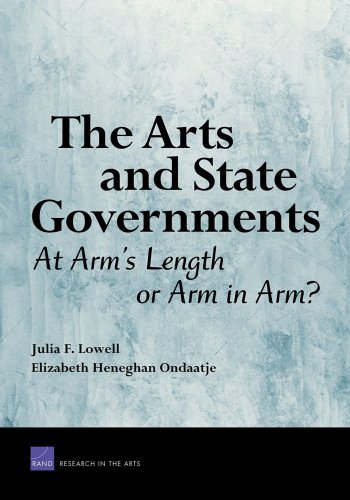 The Arts
and State
Governments
At Arm's Length
or Arm in Arm?
Julia F. Lowell
Elizabeth Heneghan Ondaatje
RAND RESEARCH IN THE ARTS